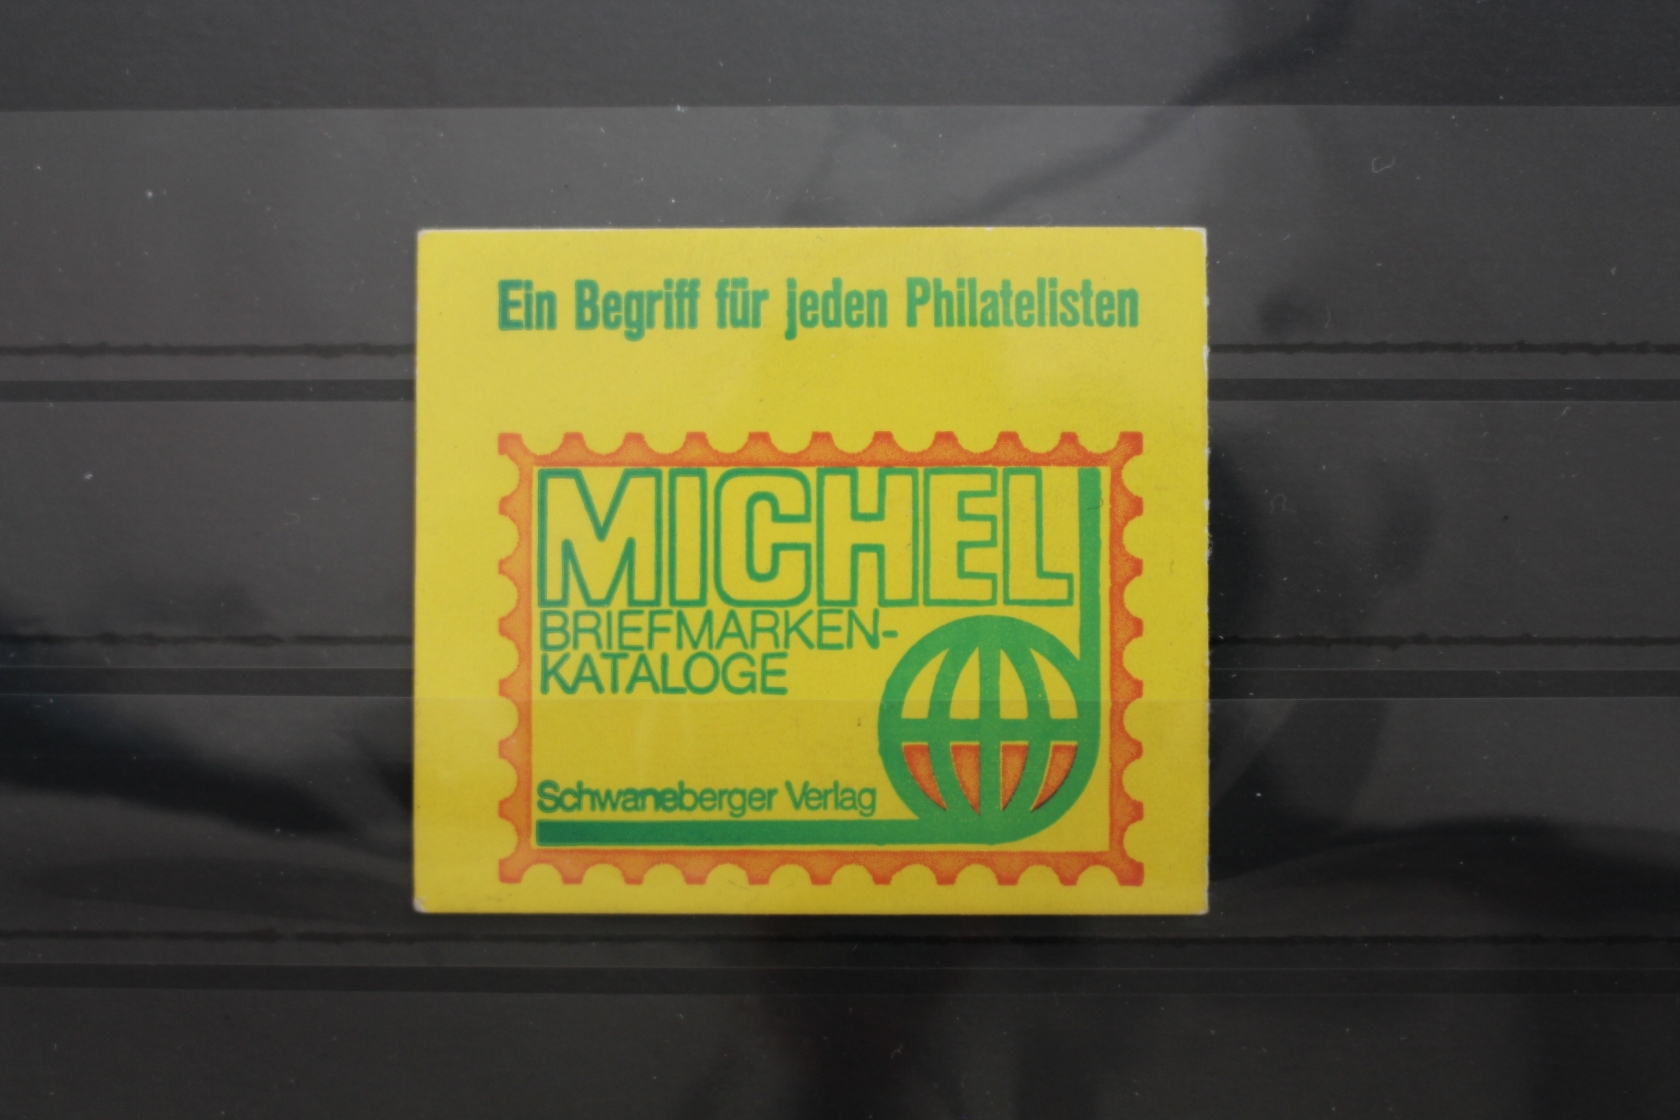 Ein Begriff für jeden Philatelisten
MICHEL
BRIEFMARKEN-
KATALOGE
Schwaneberger Verlag